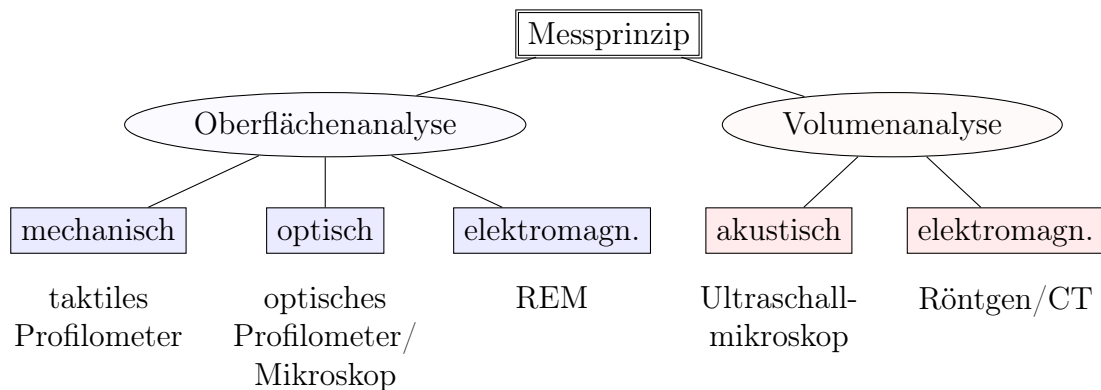 Messprinzip
Oberflächenanalyse
Volumenanalyse
mechanisch
optisch
elektromagn.
akustisch
elektromagn.
taktiles
Profilometer
optisches
Profilometer/
Mikroskop
REM
Ultraschall-
mikroskop
Röntgen/CT